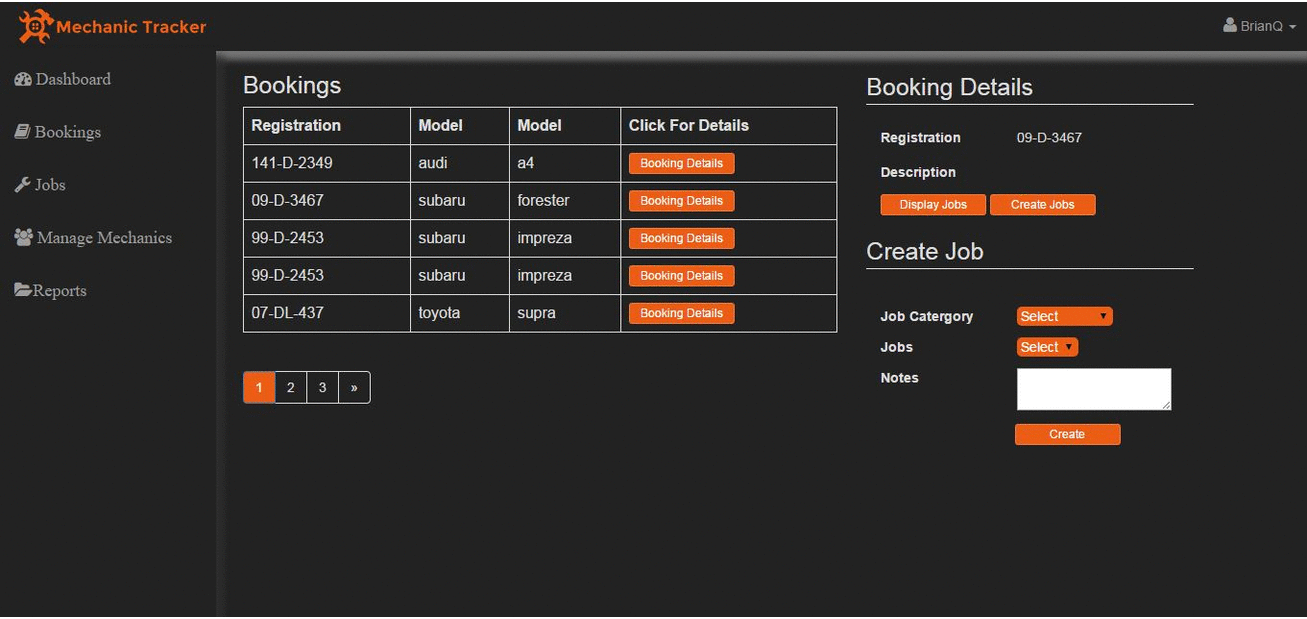 Mechanic Tracker
BrianQ
Dashboard
Bookings
Jobs
Manage Mechanics
Reports
Bookings
Registration Model Model Click For Details
141-D-2349 audi a4 Booking Details
09-D-3467 subaru forester Booking Details
99-D-2453 subaru impreza Booking Details
99-D-2453 subaru impreza Booking Details
07-DL-437 toyota supra Booking Details
1 2 3 »
Booking Details
Registration 09-D-3467
Description
Display Jobs Create Jobs
Create Job
Job Catergory Select
Jobs Select
Notes
Create